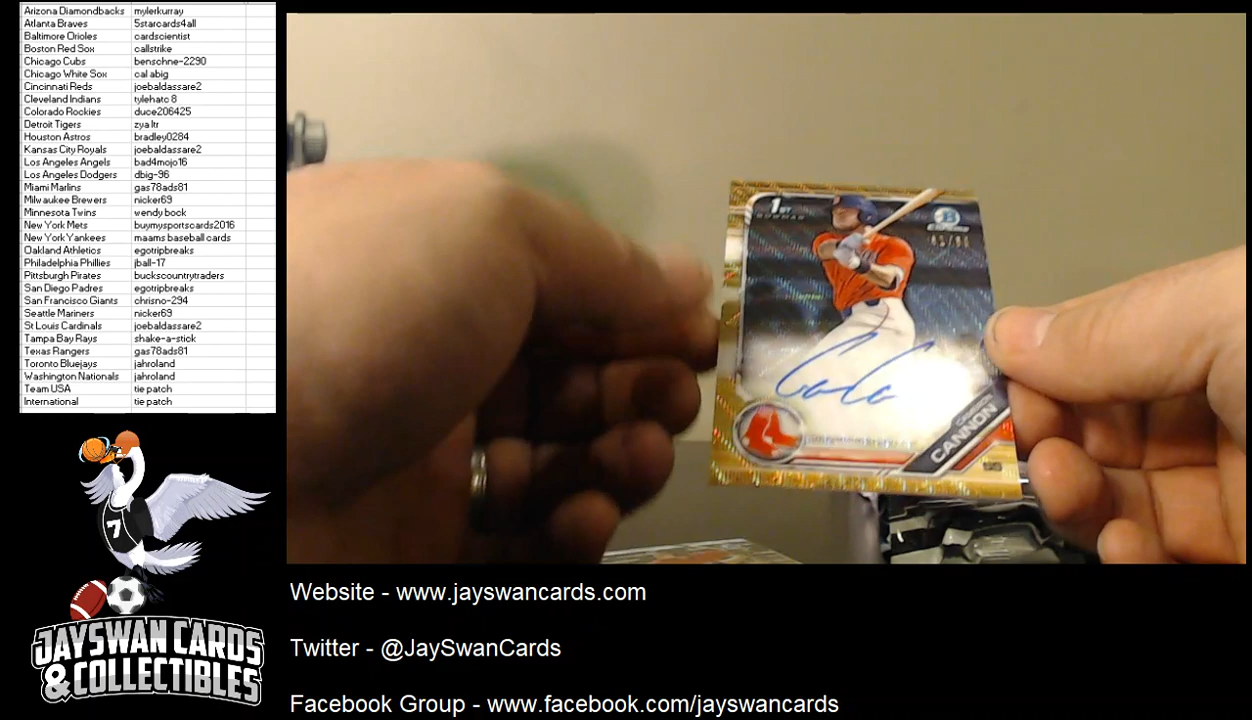 Arizona Diamondbacks mylerkurray
Atlanta Braves 5starcards4all
Baltimore Orioles cardscientist
Boston Red Sox callstrike
Chicago Cubs benschne-2290
Chicago White Sox cal abig
Cincinnati Reds joebaldassare2
Cleveland Indians tylehatc 8
Colorado Rockies duce206425
Detroit Tigers zya ltr
Houston Astros bradley0284
Kansas City Royals joebaldassare2
Los Angeles Angels bad4mojo16
Los Angeles Dodgers dbig-96
Miami Marlins gas78ads81
Milwaukee Brewers nicker69
Minnesota Twins wendy bock
New York Mets buymysportscards2016
New York Yankees maams baseball cards
Oakland Athletics egotripbreaks
Philadelphia Phillies jball-17
Pittsburgh Pirates buckscountrytraders
San Diego Padres egotripbreaks
San Francisco Giants chrisno-294
Seattle Mariners nicker69
St Louis Cardinals joebaldassare2
Tampa Bay Rays shake-a-stick
Texas Rangers gas78ads81
Toronto Bluejays jahroland
Washington Nationals jahroland
Team USA tie patch
International tie patch
1ST
BOWMAN
B
CAMERON
CANNON
7
JAYSWAN CARDS
& COLLECTIBLES
Website - www.jayswancards.com
Twitter - @JaySwanCards
Facebook Group - www.facebook.com/jayswancards